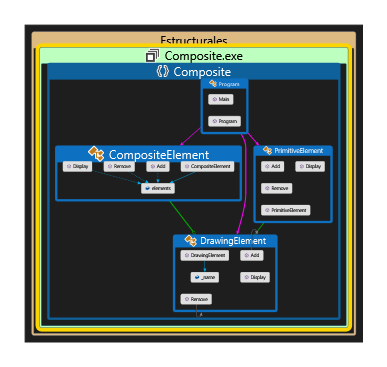 Estructurales
Composite.exe
Composite
Program
Main
Program
CompositeElement
Display Remove Add CompositeElement
elements
PrimitiveElement
Add Display
Remove
PrimitiveElement
DrawingElement
DrawingElement Add
_name Display
Remove